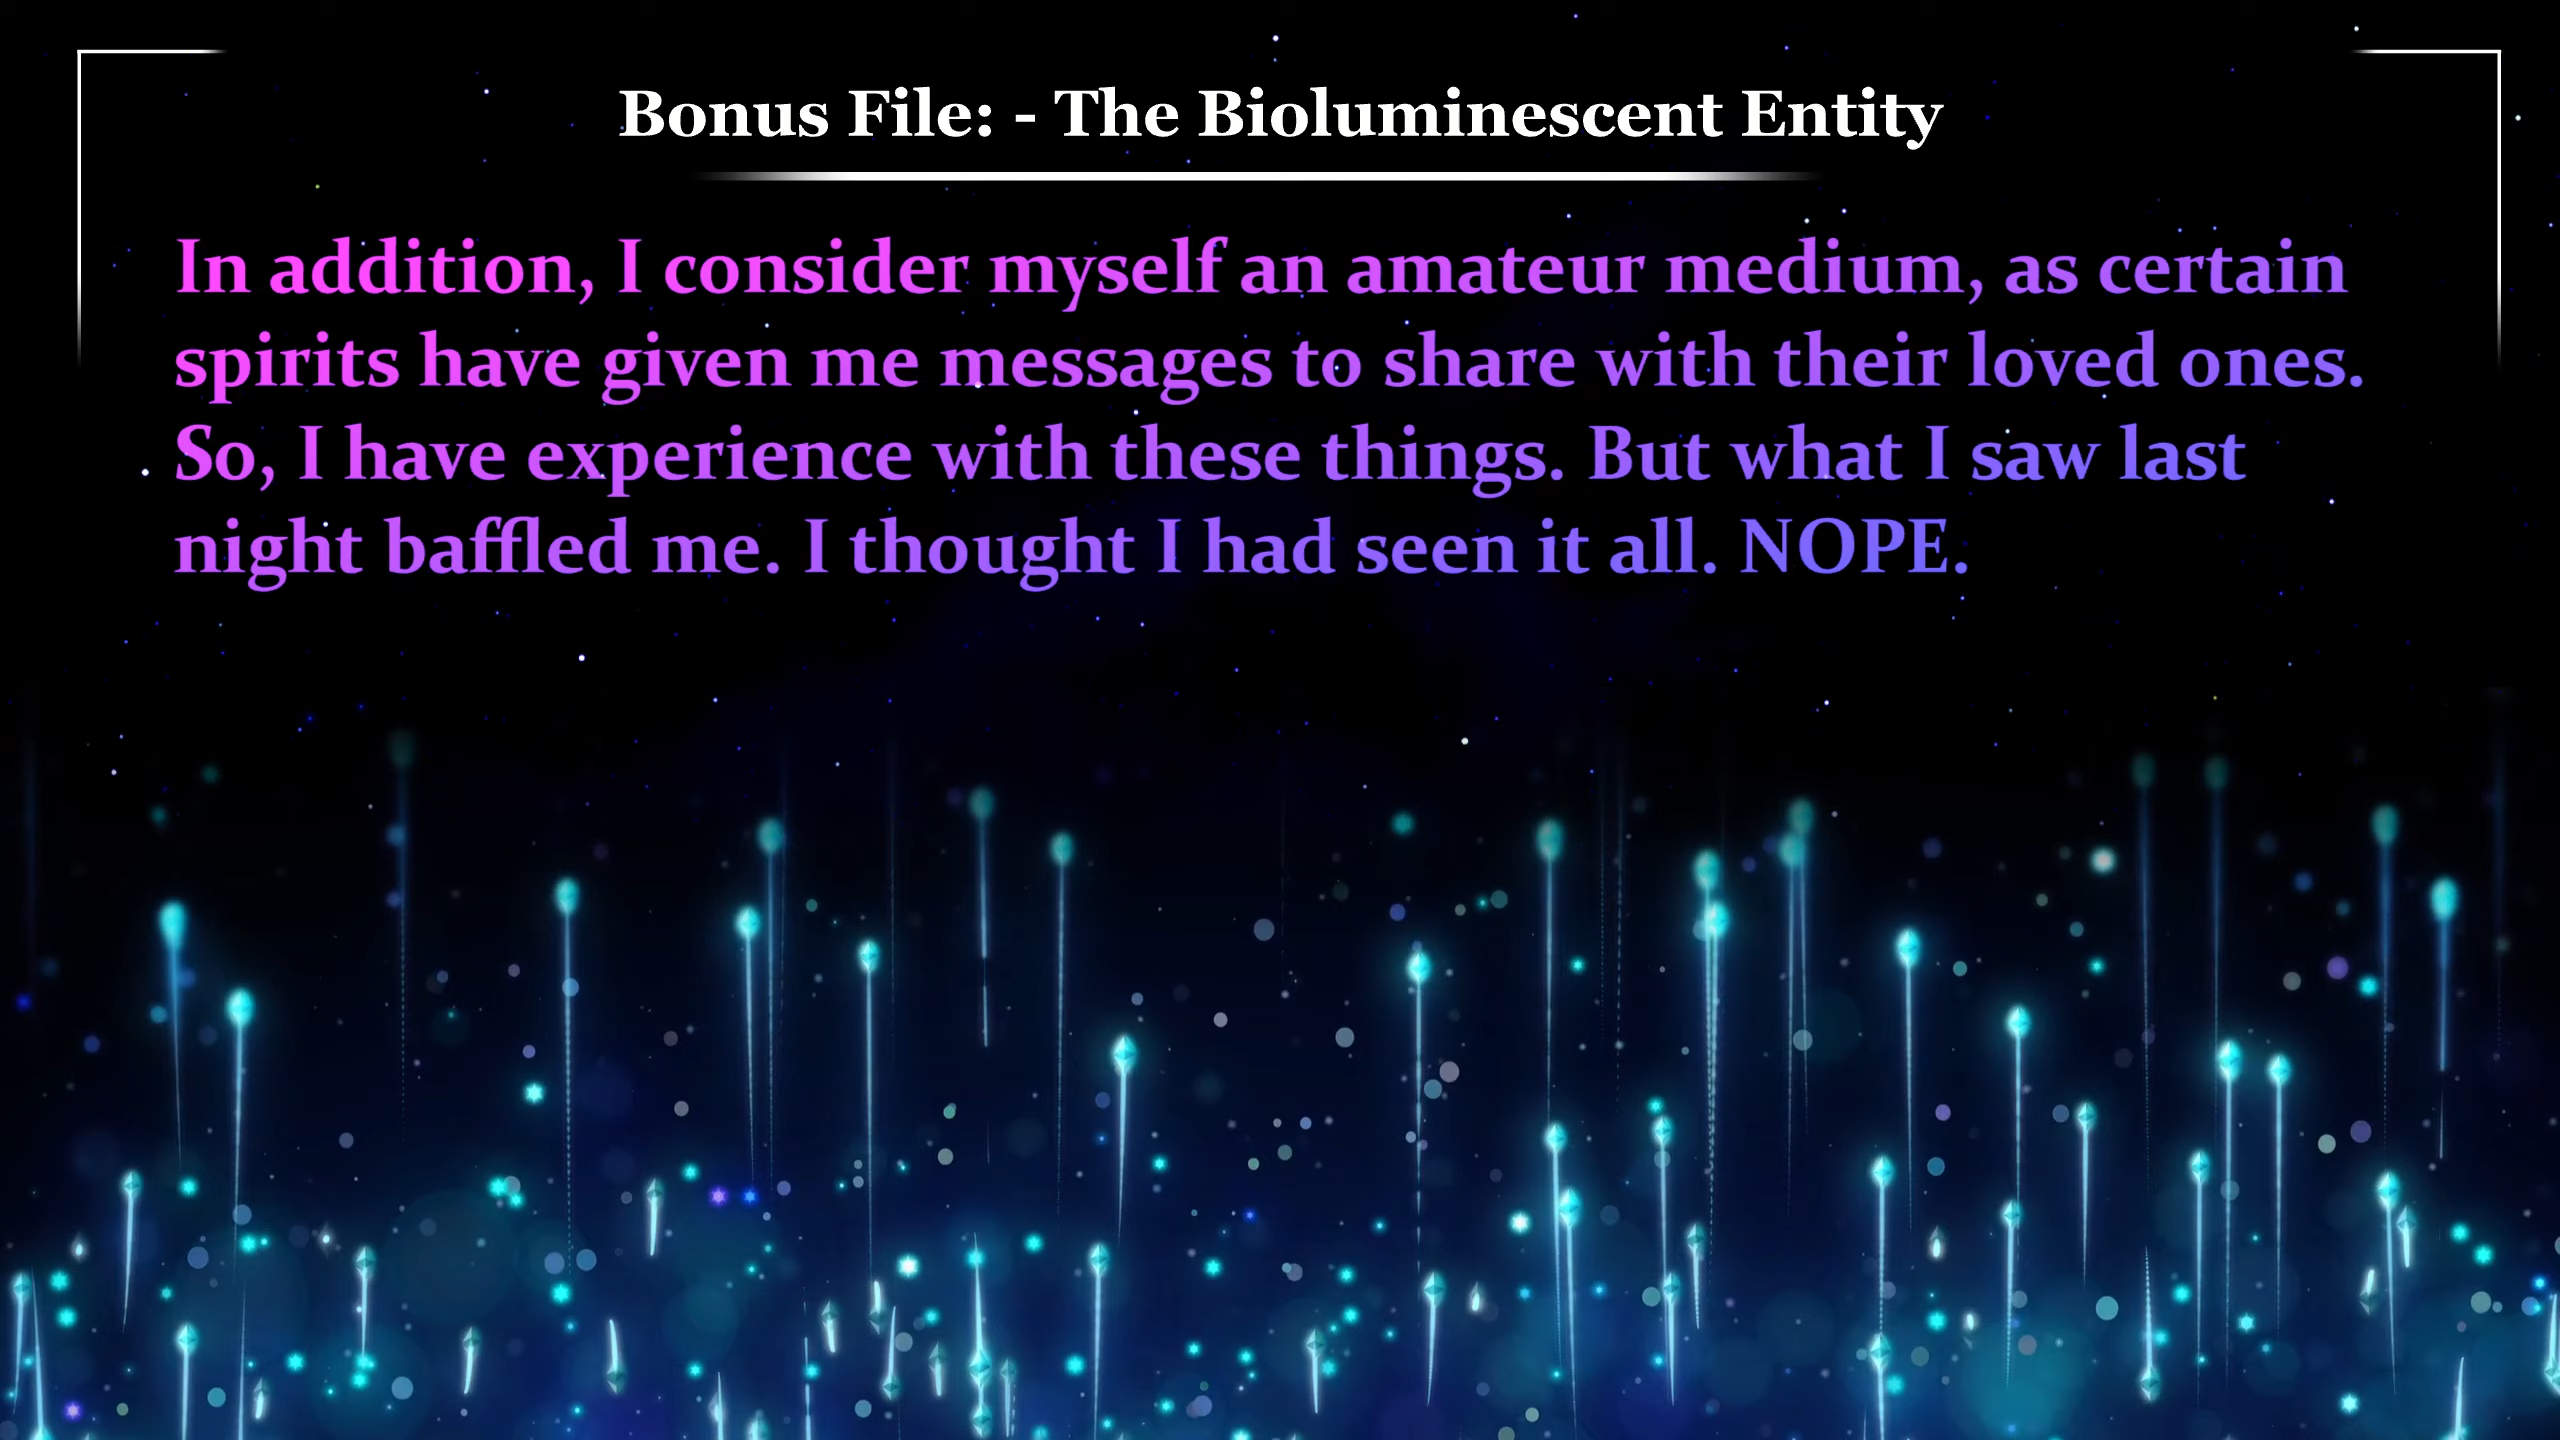 Bonus File: - The Bioluminescent Entity
In addition, I consider myself an amateur medium, as certain
spirits have given me messages to share with their loved ones.
So, I have experience with these things. But what I saw last
night baffled me. I thought I had seen it all. NOPE.